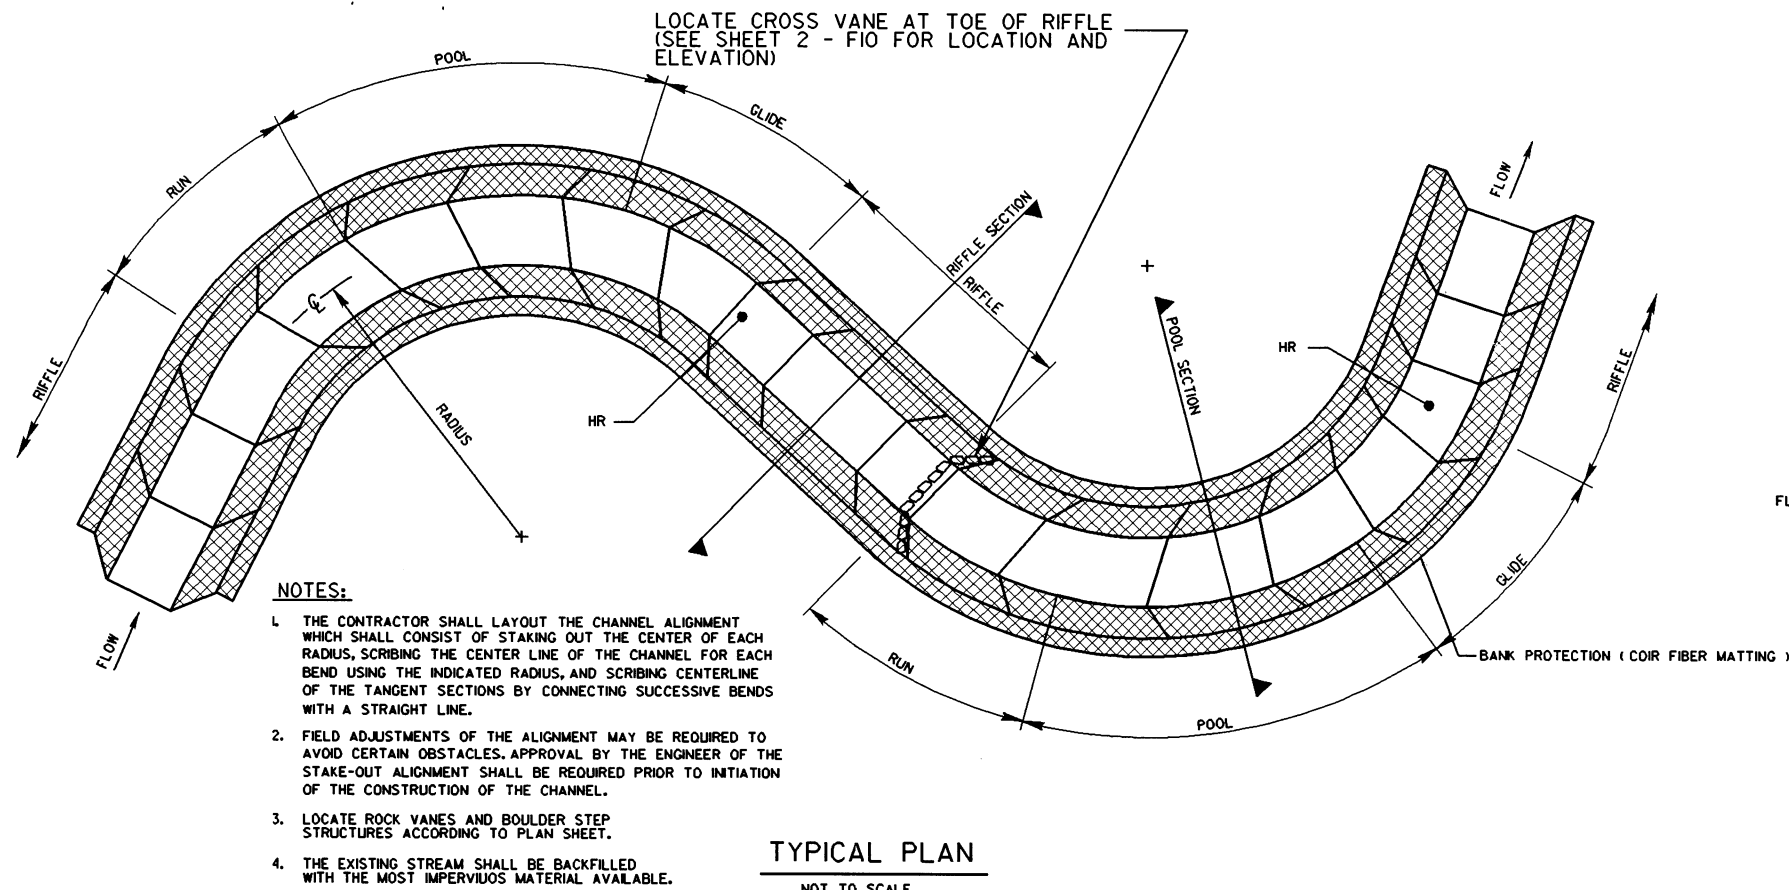 LOCATE CROSS VANE AT TOE OF RIFFLE
(SEE SHEET 2 - F10 FOR LOCATION AND
ELEVATION)
POOL
GLIDE
RUN
RIFFLE
RIFFLE SECTION
RIFFLE
FLOW
POOL SECTION
HR
RIFFLE
℄
RADIUS
HR
FL
GLIDE
FLOW
RUN
POOL
BANK PROTECTION ( COIR FIBER MATTING )
NOTES:
1. THE CONTRACTOR SHALL LAYOUT THE CHANNEL ALIGNMENT
WHICH SHALL CONSIST OF STAKING OUT THE CENTER OF EACH
RADIUS, SCRIBING THE CENTER LINE OF THE CHANNEL FOR EACH
BEND USING THE INDICATED RADIUS, AND SCRIBING CENTERLINE
OF THE TANGENT SECTIONS BY CONNECTING SUCCESSIVE BENDS
WITH A STRAIGHT LINE.
2. FIELD ADJUSTMENTS OF THE ALIGNMENT MAY BE REQUIRED TO
AVOID CERTAIN OBSTACLES. APPROVAL BY THE ENGINEER OF THE
STAKE-OUT ALIGNMENT SHALL BE REQUIRED PRIOR TO INITIATION
OF THE CONSTRUCTION OF THE CHANNEL.
3. LOCATE ROCK VANES AND BOULDER STEP
STRUCTURES ACCORDING TO PLAN SHEET.
4. THE EXISTING STREAM SHALL BE BACKFILLED
WITH THE MOST IMPERVIUOS MATERIAL AVAILABLE.
TYPICAL PLAN
NOT TO SCALE